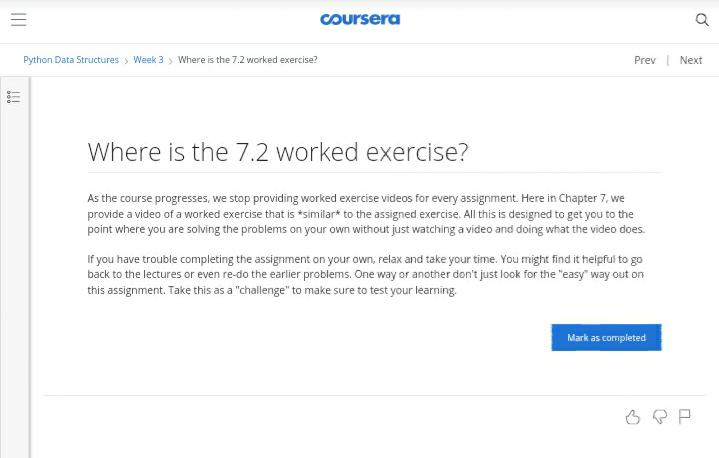 coursera
Python Data Structures > Week 3 > Where is the 7.2 worked exercise?
Prev | Next
Where is the 7.2 worked exercise?
As the course progresses, we stop providing worked exercise videos for every assignment. Here in Chapter 7, we
provide a video of a worked exercise that is *similar* to the assigned exercise. All this is designed to get you to the
point where you are solving the problems on your own without just watching a video and doing what the video does.
If you have trouble completing the assignment on your own, relax and take your time. You might find it helpful to go
back to the lectures or even re-do the earlier problems. One way or another don't just look for the "easy" way out on
this assignment. Take this as a "challenge" to make sure to test your learning.
Mark as completed